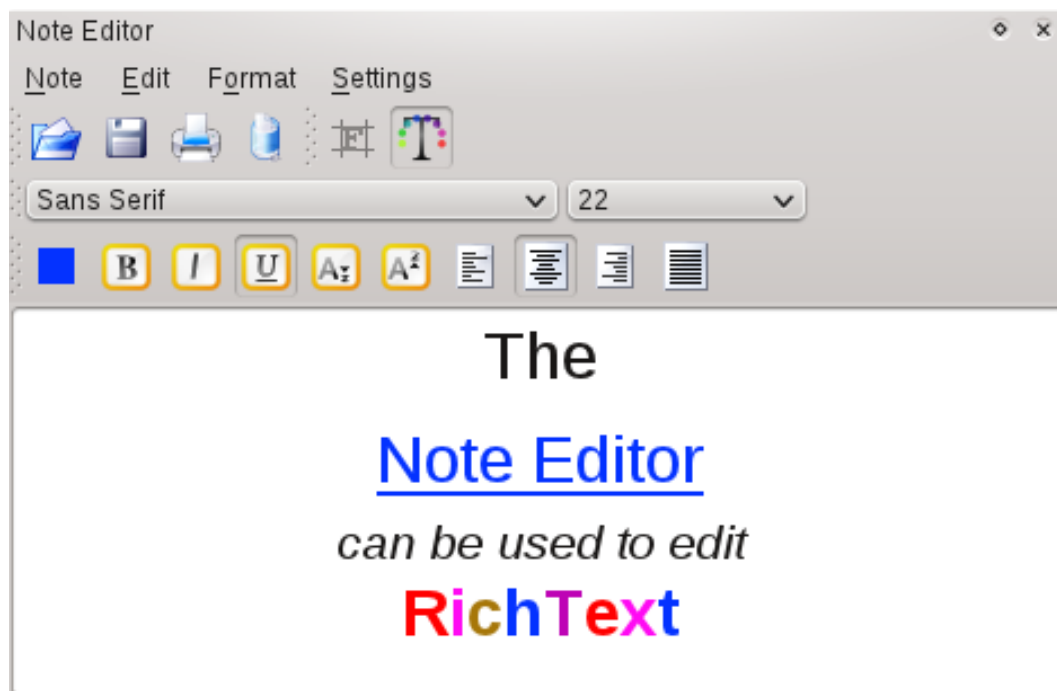 Note Editor
Note Edit Format Settings
Sans Serif 22
The
Note Editor
can be used to edit
RichText